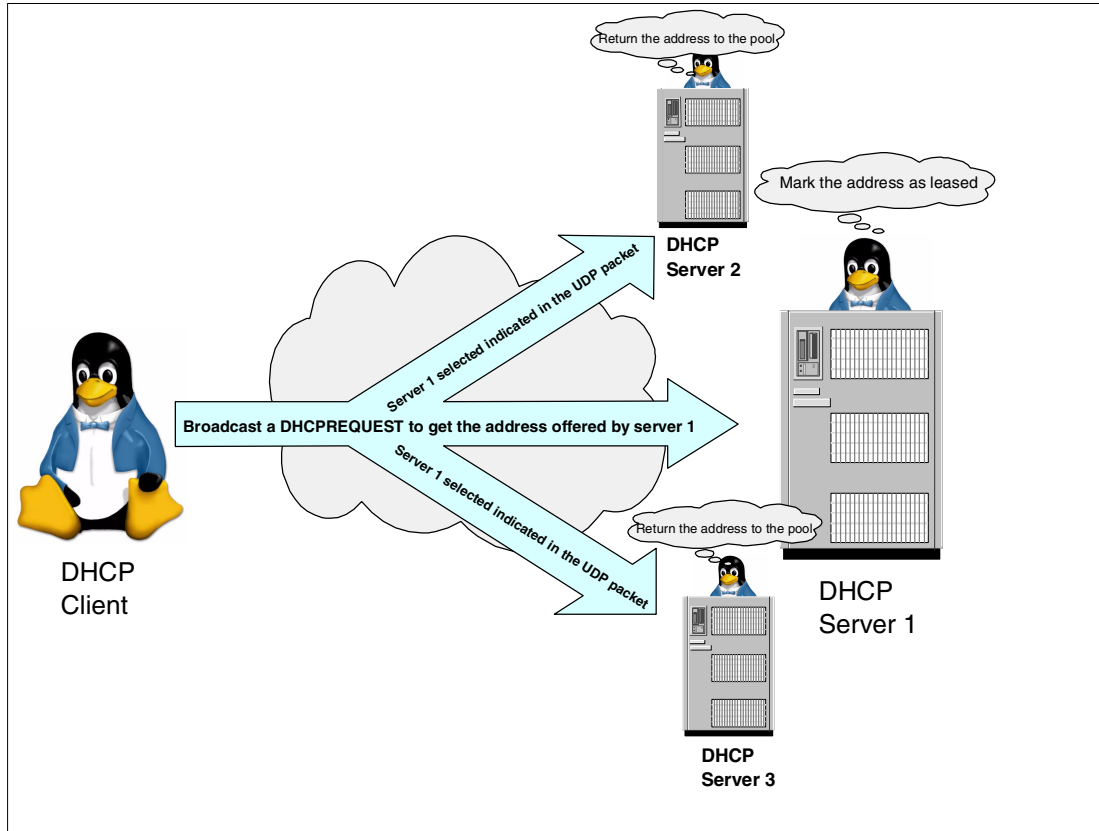 Return the address to the pool
Mark the address as leased
DHCP
Server 2
Server 1 selected indicated in the UDP packet
Broadcast a DHCPREQUEST to get the address offered by server 1
Server 1 selected indicated in the UDP packet
Return the address to the pool
DHCP
Client
DHCP
Server 1
DHCP
Server 3